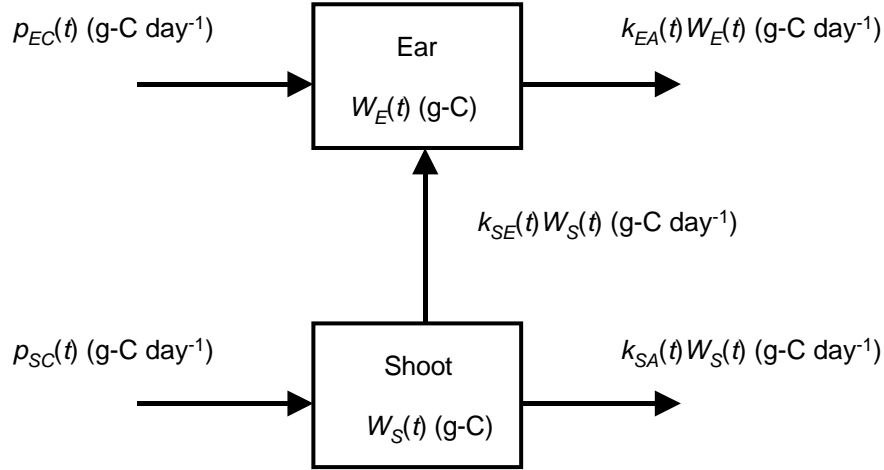 p_EC(t) (g-C day⁻¹)
Ear
W_E(t) (g-C)
k_EA(t)W_E(t) (g-C day⁻¹)
k_SE(t)W_S(t) (g-C day⁻¹)
p_SC(t) (g-C day⁻¹)
Shoot
W_S(t) (g-C)
k_SA(t)W_S(t) (g-C day⁻¹)